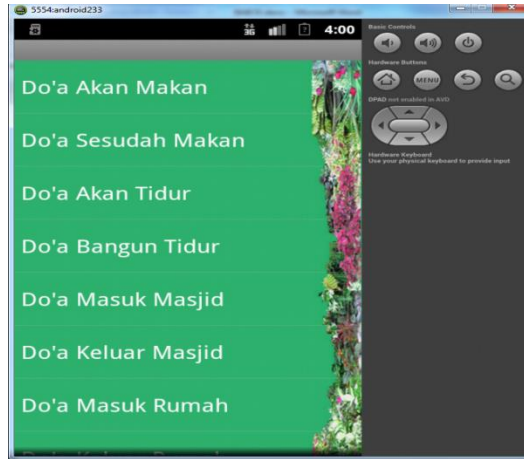 5554:android233
3G
4:00
Basic Controls
Hardware Buttons
MENU
DPAD not enabled in AVD
Hardware Keyboard
Use your physical keyboard to provide input
Do'a Akan Makan
Do'a Sesudah Makan
Do'a Akan Tidur
Do'a Bangun Tidur
Do'a Masuk Masjid
Do'a Keluar Masjid
Do'a Masuk Rumah